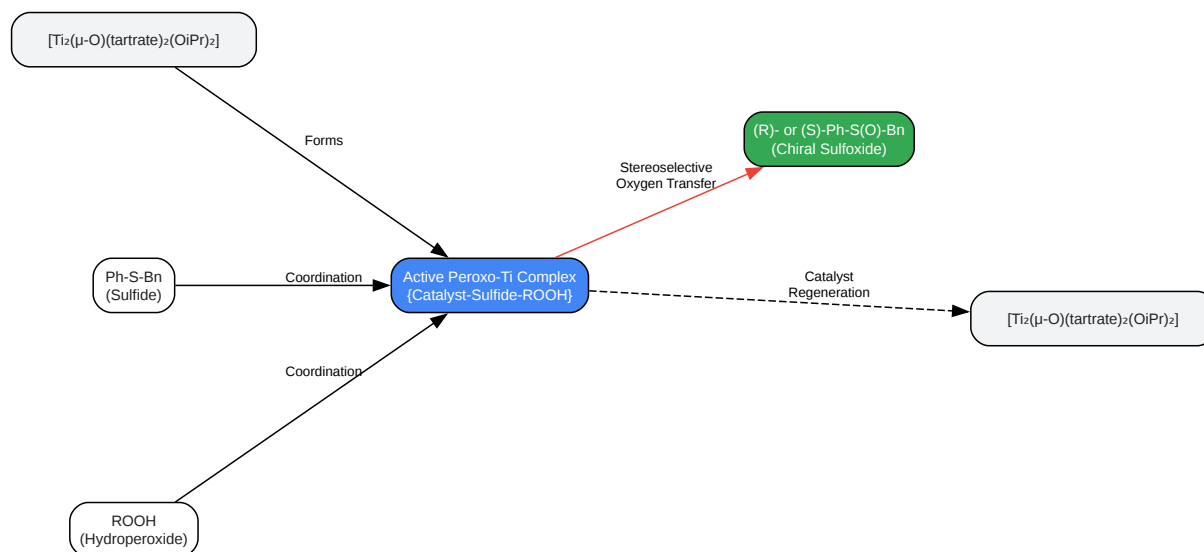 [Ti₂(μ-O)(tartrate)₂(OiPr)₂]
Forms
(R)- or (S)-Ph-S(O)-Bn
(Chiral Sulfoxide)
Stereoselective
Oxygen Transfer
Ph-S-Bn
(Sulfide)
Coordination
Active Peroxo-Ti Complex
{Catalyst-Sulfide-ROOH}
Catalyst
Regeneration
[Ti₂(μ-O)(tartrate)₂(OiPr)₂]
Coordination
ROOH
(Hydroperoxide)